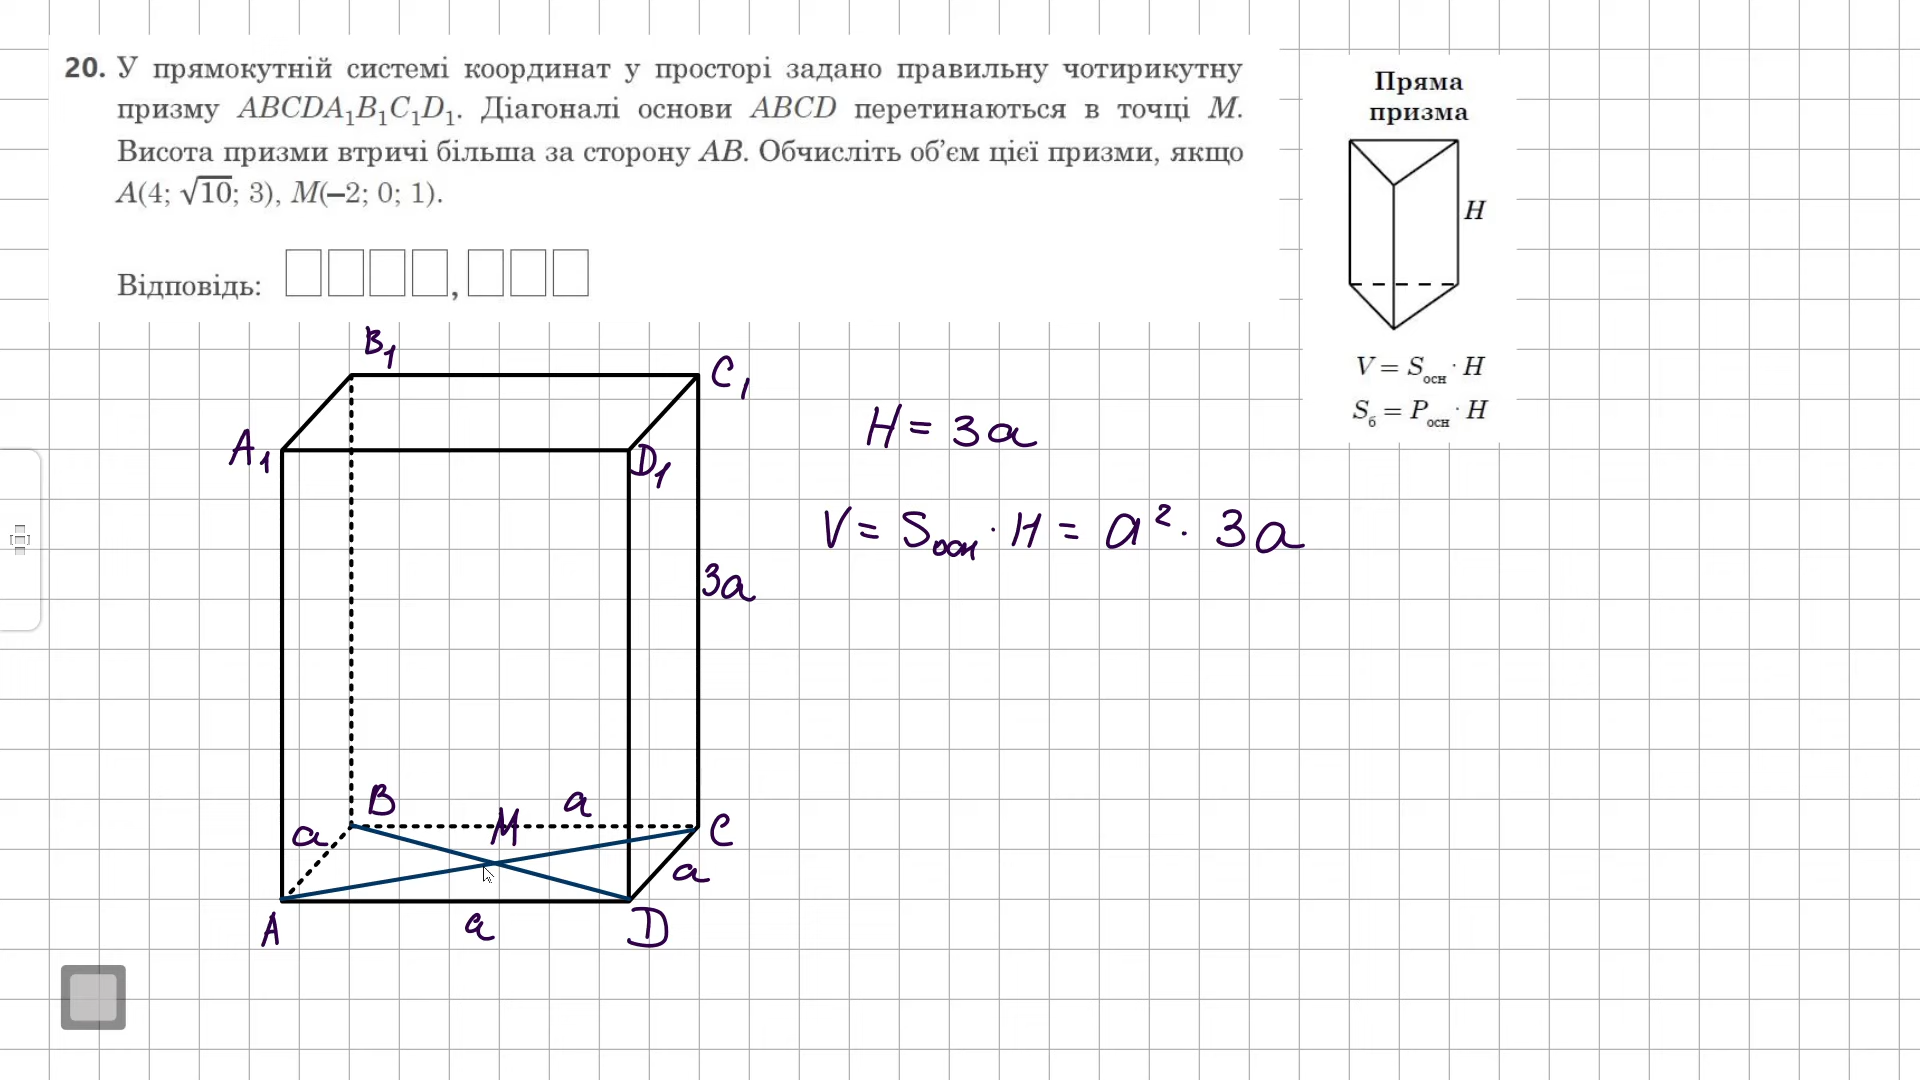 20. У прямокутній системі координат у просторі задано правильну чотирикутну
призму ABCDA₁B₁C₁D₁. Діагоналі основи ABCD перетинаються в точці M.
Висота призми втричі більша за сторону AB. Обчисліть об’єм цієї призми, якщо
A(4; √10; 3), M(–2; 0; 1).
Відповідь: ,
Пряма
призма
H
V = Sосн · H
Sб = Pосн · H
B₁
C₁
A₁
D₁
H = 3a
V = Sосн · H = a² · 3a
3a
B
M
a
a
C
a
A
a
D